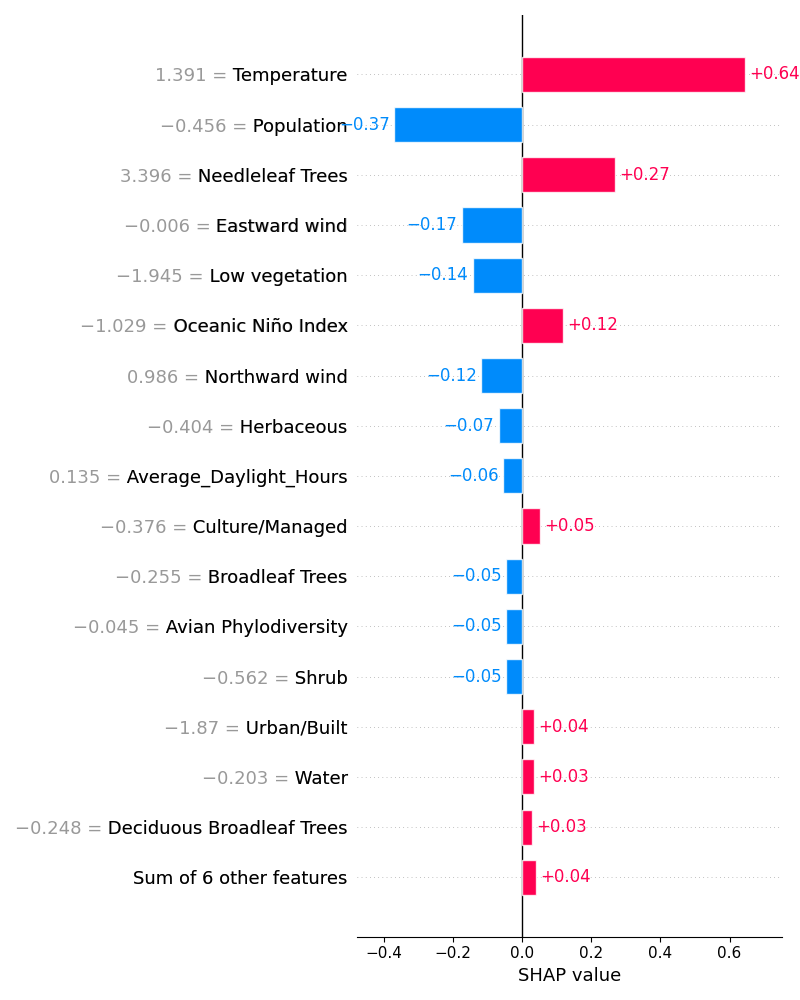 1.391 = Temperature +0.64
−0.456 = Population −0.37
3.396 = Needleleaf Trees +0.27
−0.006 = Eastward wind −0.17
−1.945 = Low vegetation −0.14
−1.029 = Oceanic Niño Index +0.12
0.986 = Northward wind −0.12
−0.404 = Herbaceous −0.07
0.135 = Average_Daylight_Hours −0.06
−0.376 = Culture/Managed +0.05
−0.255 = Broadleaf Trees −0.05
−0.045 = Avian Phylodiversity −0.05
−0.562 = Shrub −0.05
−1.87 = Urban/Built +0.04
−0.203 = Water +0.03
−0.248 = Deciduous Broadleaf Trees +0.03
Sum of 6 other features +0.04
−0.4 −0.2 0.0 0.2 0.4 0.6
SHAP value